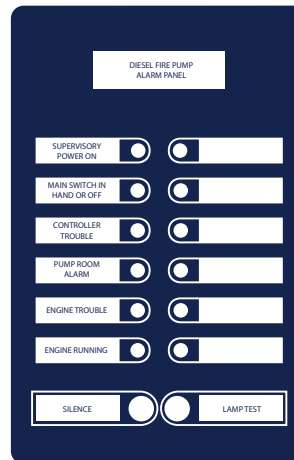 DIESEL FIRE PUMP
ALARM PANEL
SUPERVISORY
POWER ON
MAIN SWITCH IN
HAND OR OFF
CONTROLLER
TROUBLE
PUMP ROOM
ALARM
ENGINE TROUBLE
ENGINE RUNNING
SILENCE
LAMP TEST